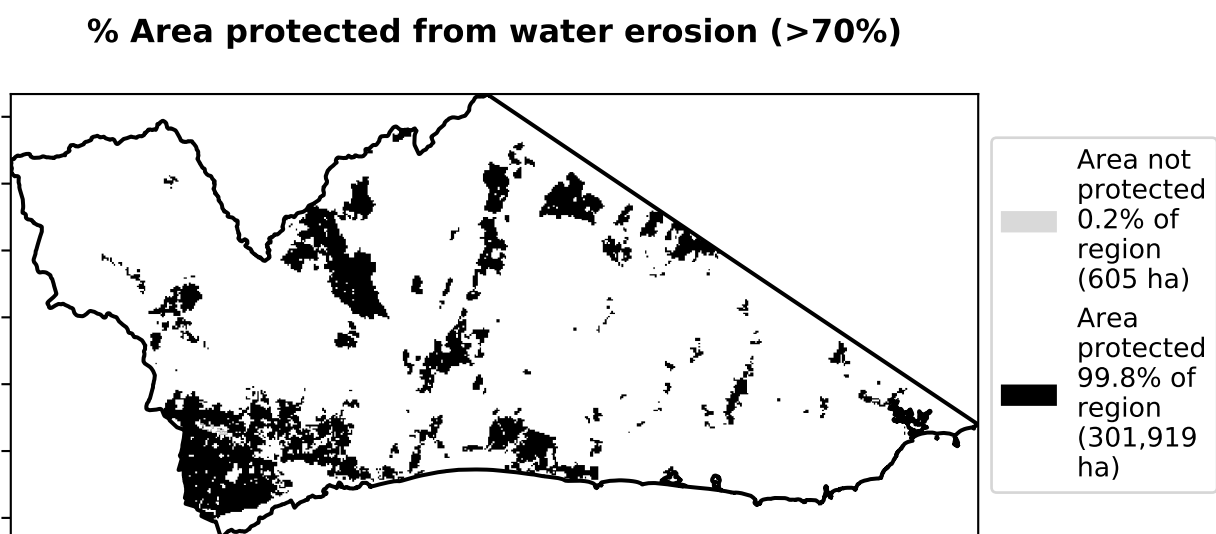 % Area protected from water erosion (>70%)
Area not
protected
0.2% of
region
(605 ha)
Area
protected
99.8% of
region
(301,919
ha)